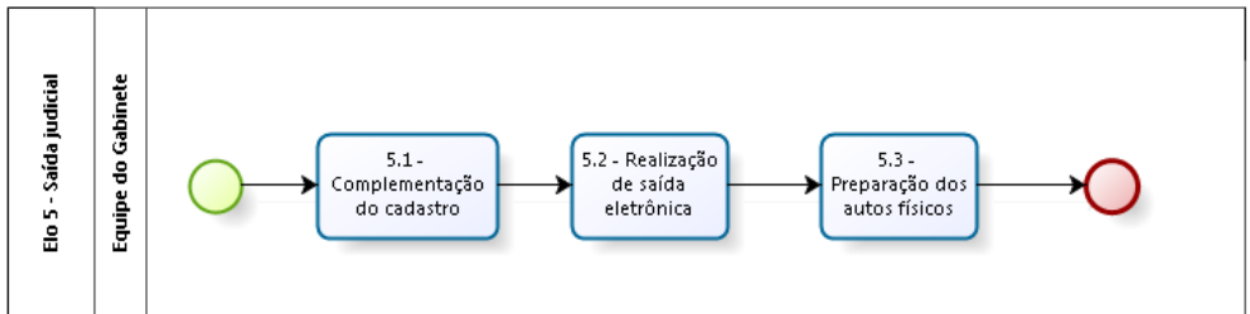 Elo 5 - Saída judicial
Equipe do Gabinete
5.1 -
Complementação
do cadastro
5.2 - Realização
de saída
eletrônica
5.3 -
Preparação dos
autos físicos